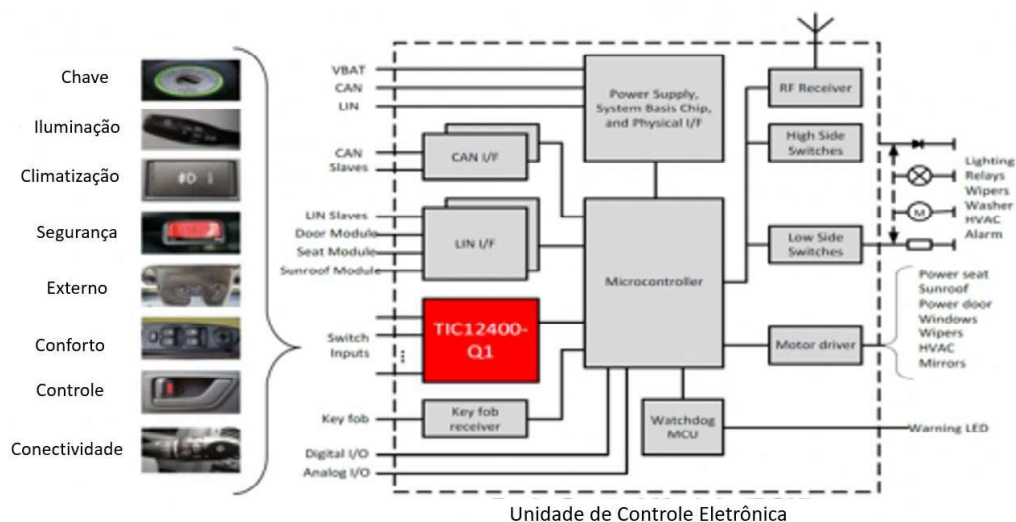 Chave
Iluminação
Climatização
Segurança
Externo
Conforto
Controle
Conectividade
VBAT
CAN
LIN
CAN
Slaves
LIN Slaves
Door Module
Seat Module
Sunroof Module
Switch
Inputs
Key fob
Digital I/O
Analog I/O
CAN I/F
LIN I/F
TIC12400-
Q1
Key fob
receiver
Power Supply,
System Basis Chip,
and Physical I/F
Microcontroller
Watchdog
MCU
RF Receiver
High Side
Switches
Low Side
Switches
Motor driver
M
Lighting
Relays
Wipers
Washer
HVAC
Alarm
Power seat
Sunroof
Power door
Windows
Wipers
HVAC
Mirrors
Warning LED
Unidade de Controle Eletrônica